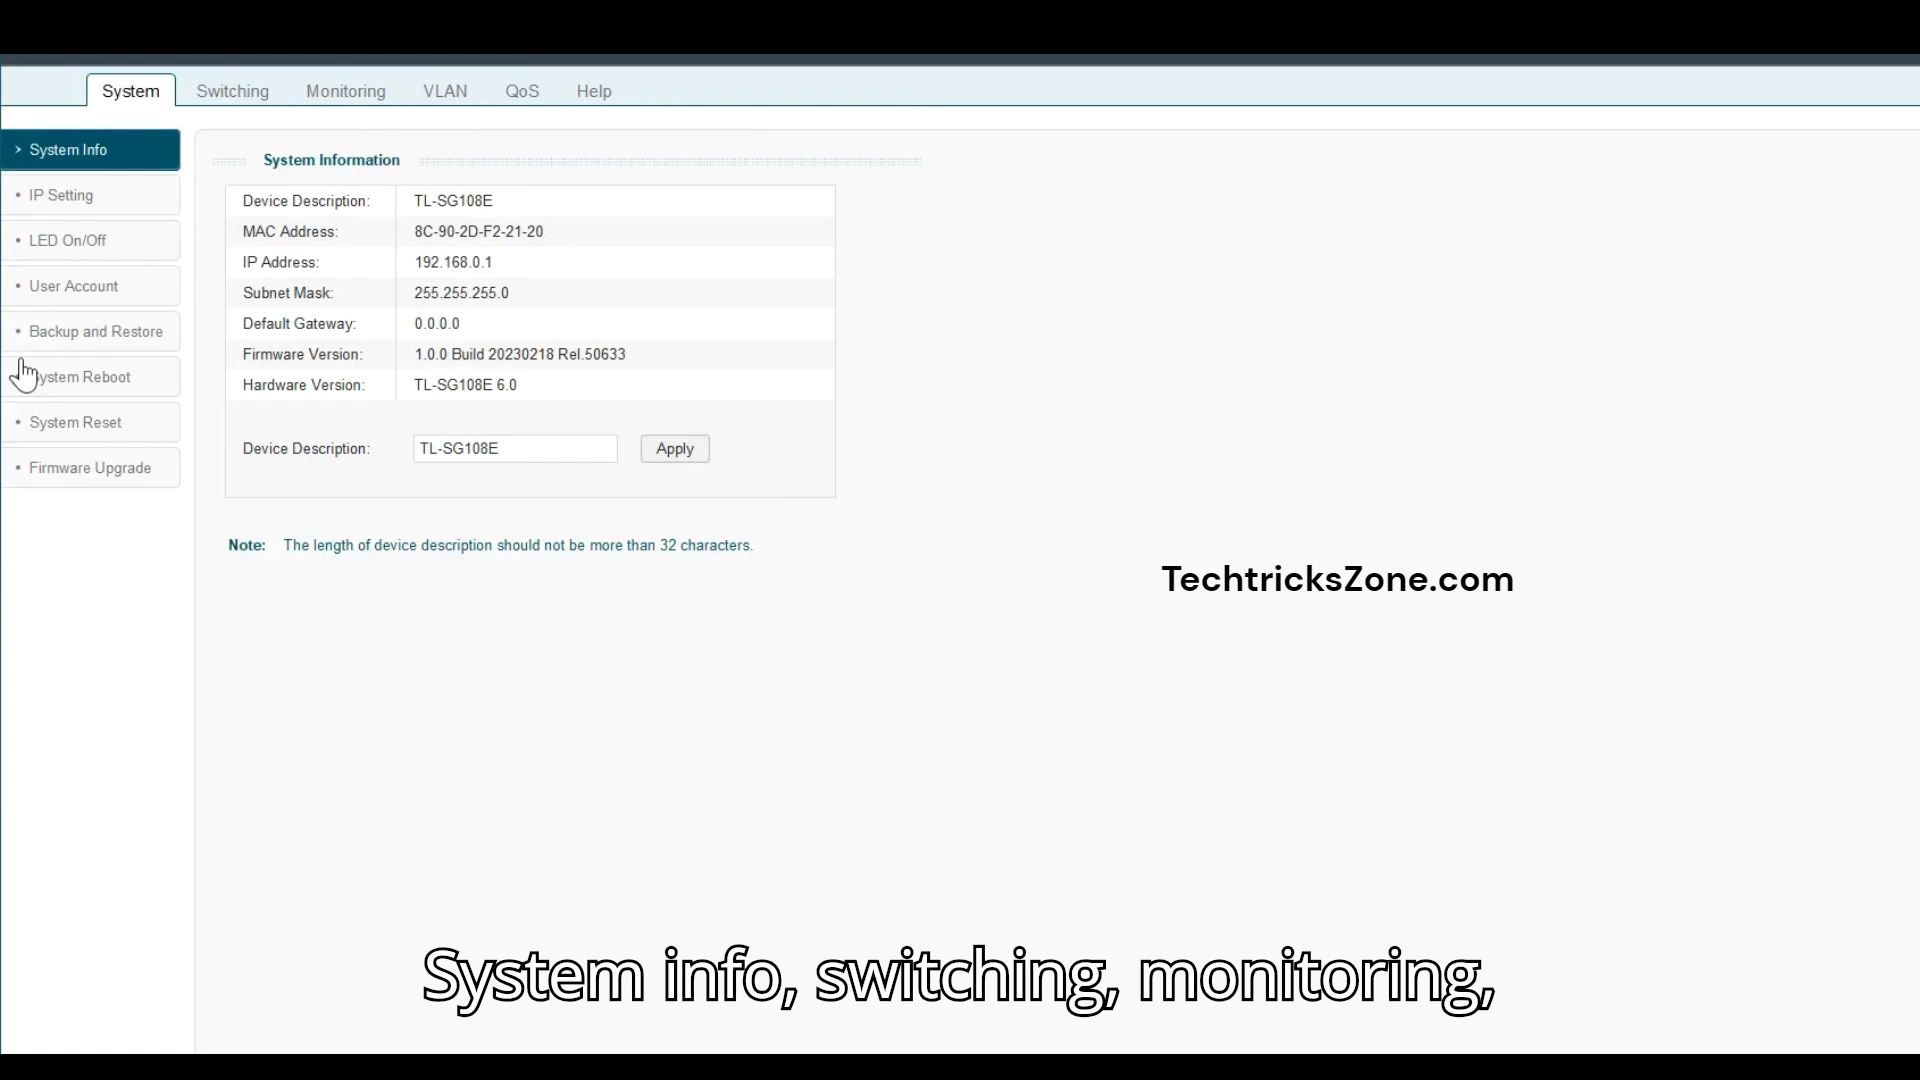 System Switching Monitoring VLAN QoS Help
System Info
IP Setting
LED On/Off
User Account
Backup and Restore
ystem Reboot
System Reset
Firmware Upgrade
System Information
Device Description: TL-SG108E
MAC Address: 8C-90-2D-F2-21-20
IP Address: 192.168.0.1
Subnet Mask: 255.255.255.0
Default Gateway: 0.0.0.0
Firmware Version: 1.0.0 Build 20230218 Rel.50633
Hardware Version: TL-SG108E 6.0
Device Description: TL-SG108E Apply
Note: The length of device description should not be more than 32 characters.
TechtricksZone.com
System info, switching, monitoring,